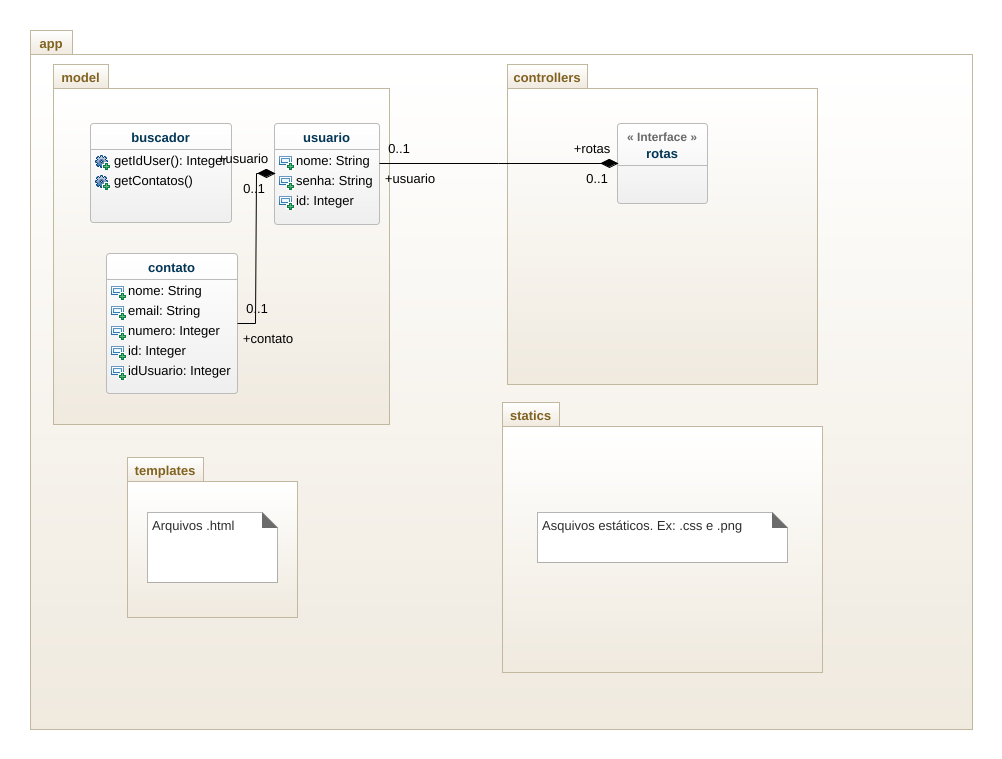 app
model
buscador
getIdUser(): Integer
getContatos()
usuario
nome: String
senha: String
id: Integer
+usuario
0..1
contato
nome: String
email: String
numero: Integer
id: Integer
idUsuario: Integer
0..1
+contato
0..1
+usuario
controllers
+rotas
0..1
« Interface »
rotas
templates
Arquivos .html
statics
Asquivos estáticos. Ex: .css e .png